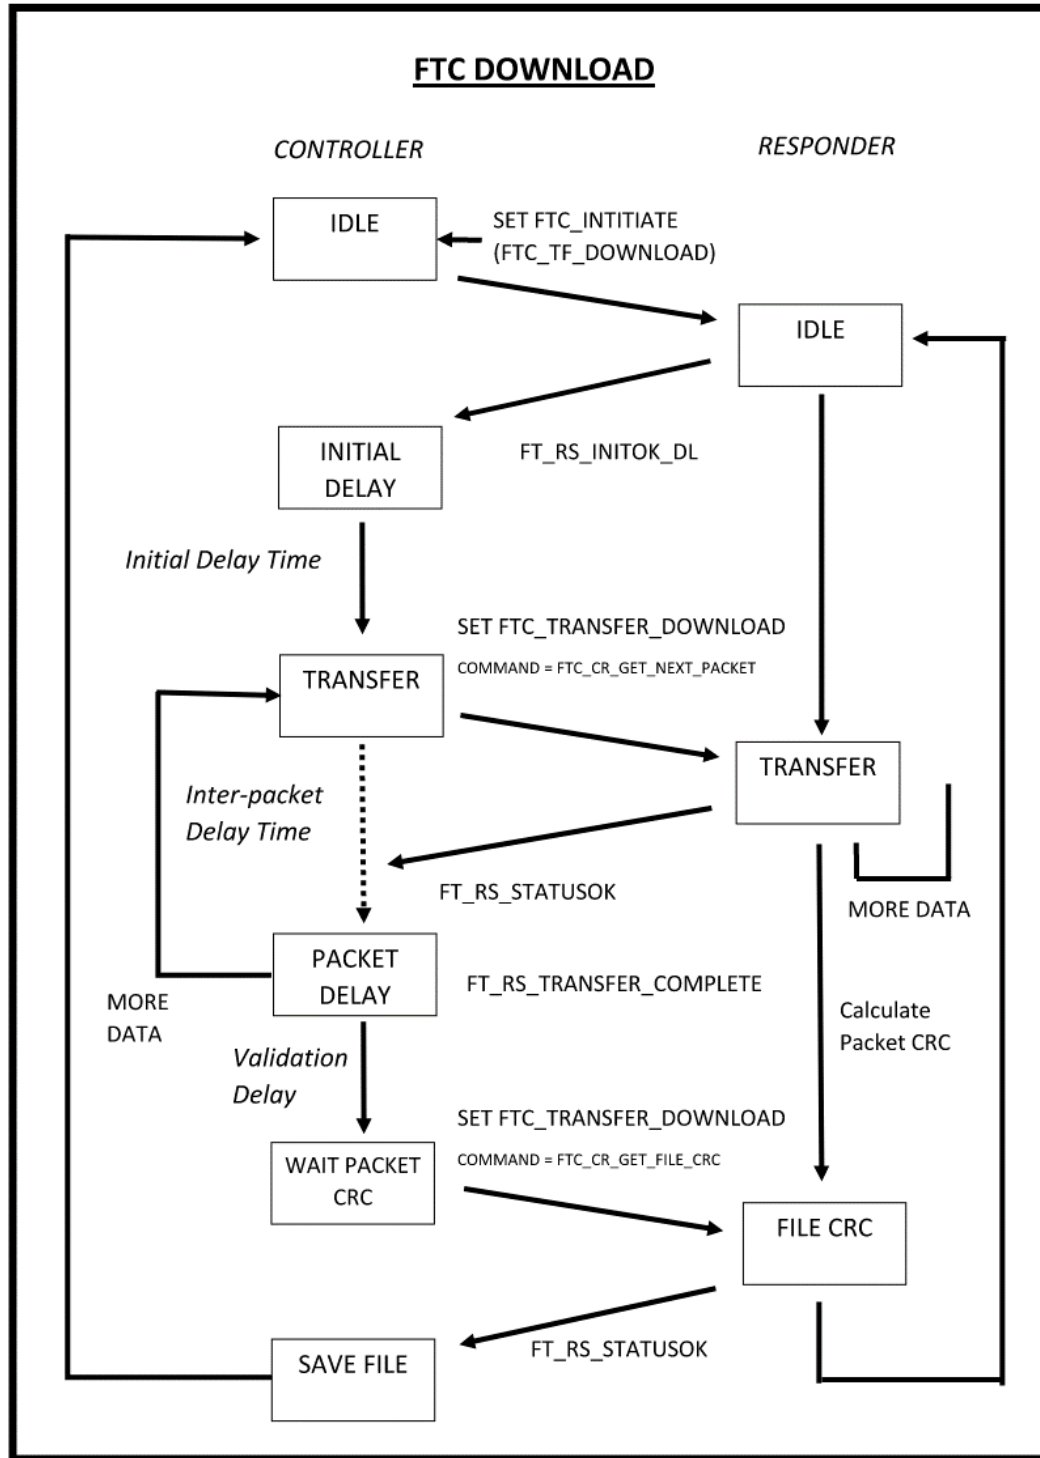 FTC DOWNLOAD
CONTROLLER
RESPONDER
IDLE
SET FTC_INTITIATE
(FTC_TF_DOWNLOAD)
IDLE
INITIAL
DELAY
FT_RS_INITOK_DL
Initial Delay Time
SET FTC_TRANSFER_DOWNLOAD
COMMAND = FTC_CR_GET_NEXT_PACKET
TRANSFER
TRANSFER
Inter-packet
Delay Time
FT_RS_STATUSOK
MORE DATA
PACKET
DELAY
FT_RS_TRANSFER_COMPLETE
MORE
DATA
Calculate
Packet CRC
Validation
Delay
SET FTC_TRANSFER_DOWNLOAD
COMMAND = FTC_CR_GET_FILE_CRC
WAIT PACKET
CRC
FILE CRC
FT_RS_STATUSOK
SAVE FILE